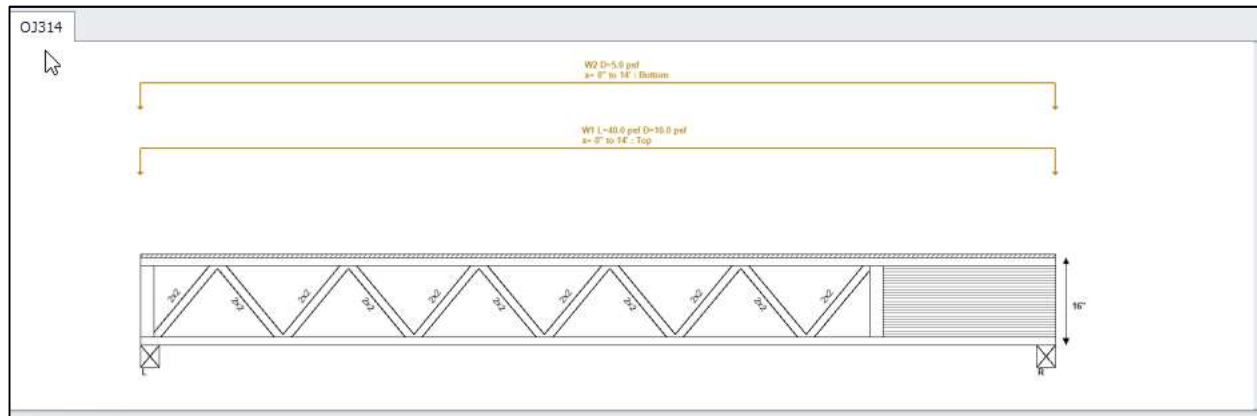 OJ314
W2 D=5.0 psf
x= 0" to 14' : Bottom
W1 L=40.0 psf D=10.0 psf
x= 0" to 14' : Top
2x2
2x2
2x2
2x2
2x2
2x2
2x2
2x2
2x2
2x2
2x2
16"
L
R